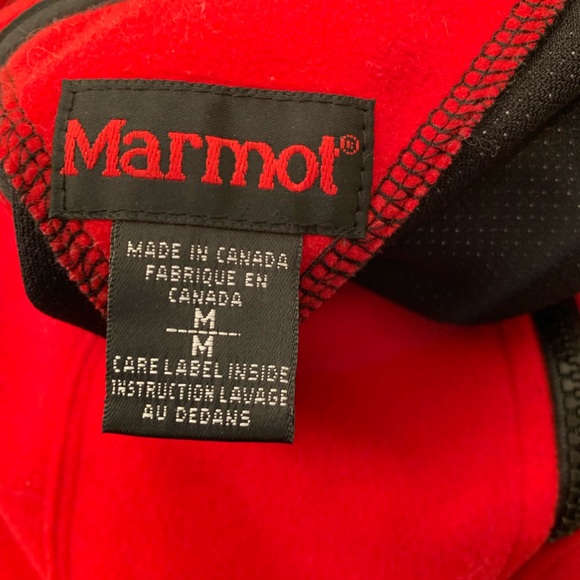 Marmot®
MADE IN CANADA
FABRIQUE EN
CANADA
M
M
CARE LABEL INSIDE
INSTRUCTION LAVAGE
AU DEDANS